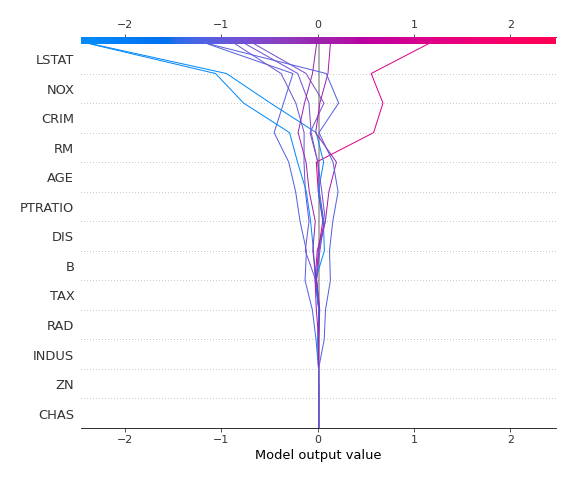 −2 −1 0 1 2
LSTAT
NOX
CRIM
RM
AGE
PTRATIO
DIS
B
TAX
RAD
INDUS
ZN
CHAS
−2 −1 0 1 2
Model output value